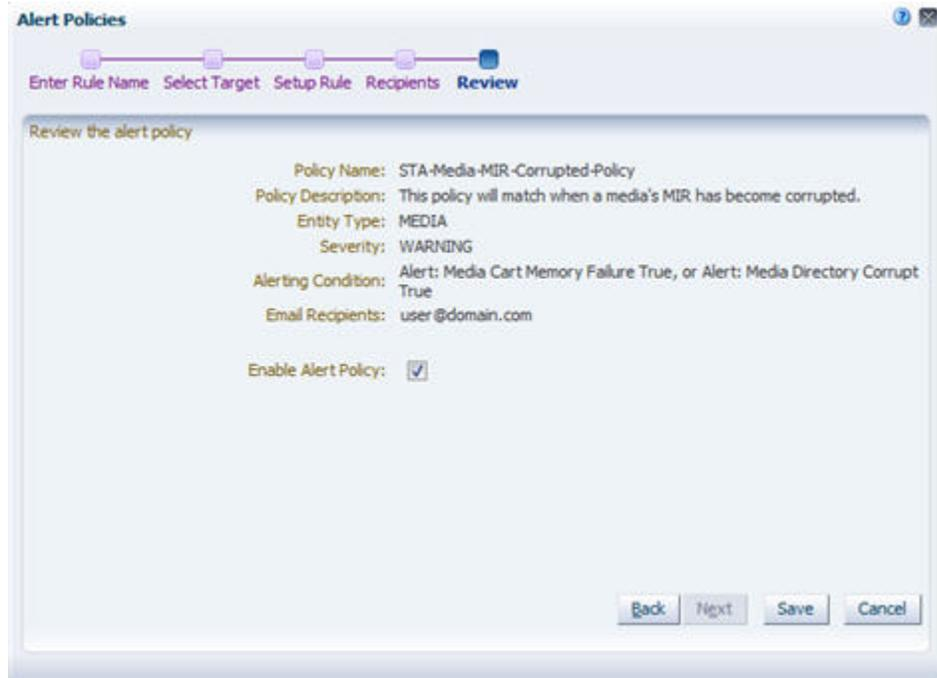 Alert Policies
Enter Rule Name Select Target Setup Rule Recipients Review
Review the alert policy
Policy Name: STA-Media-MIR-Corrupted-Policy
Policy Description: This policy will match when a media's MIR has become corrupted.
Entity Type: MEDIA
Severity: WARNING
Alerting Condition: Alert: Media Cart Memory Failure True, or Alert: Media Directory Corrupt
True
Email Recipients: user@domain.com
Enable Alert Policy:
Back Next Save Cancel